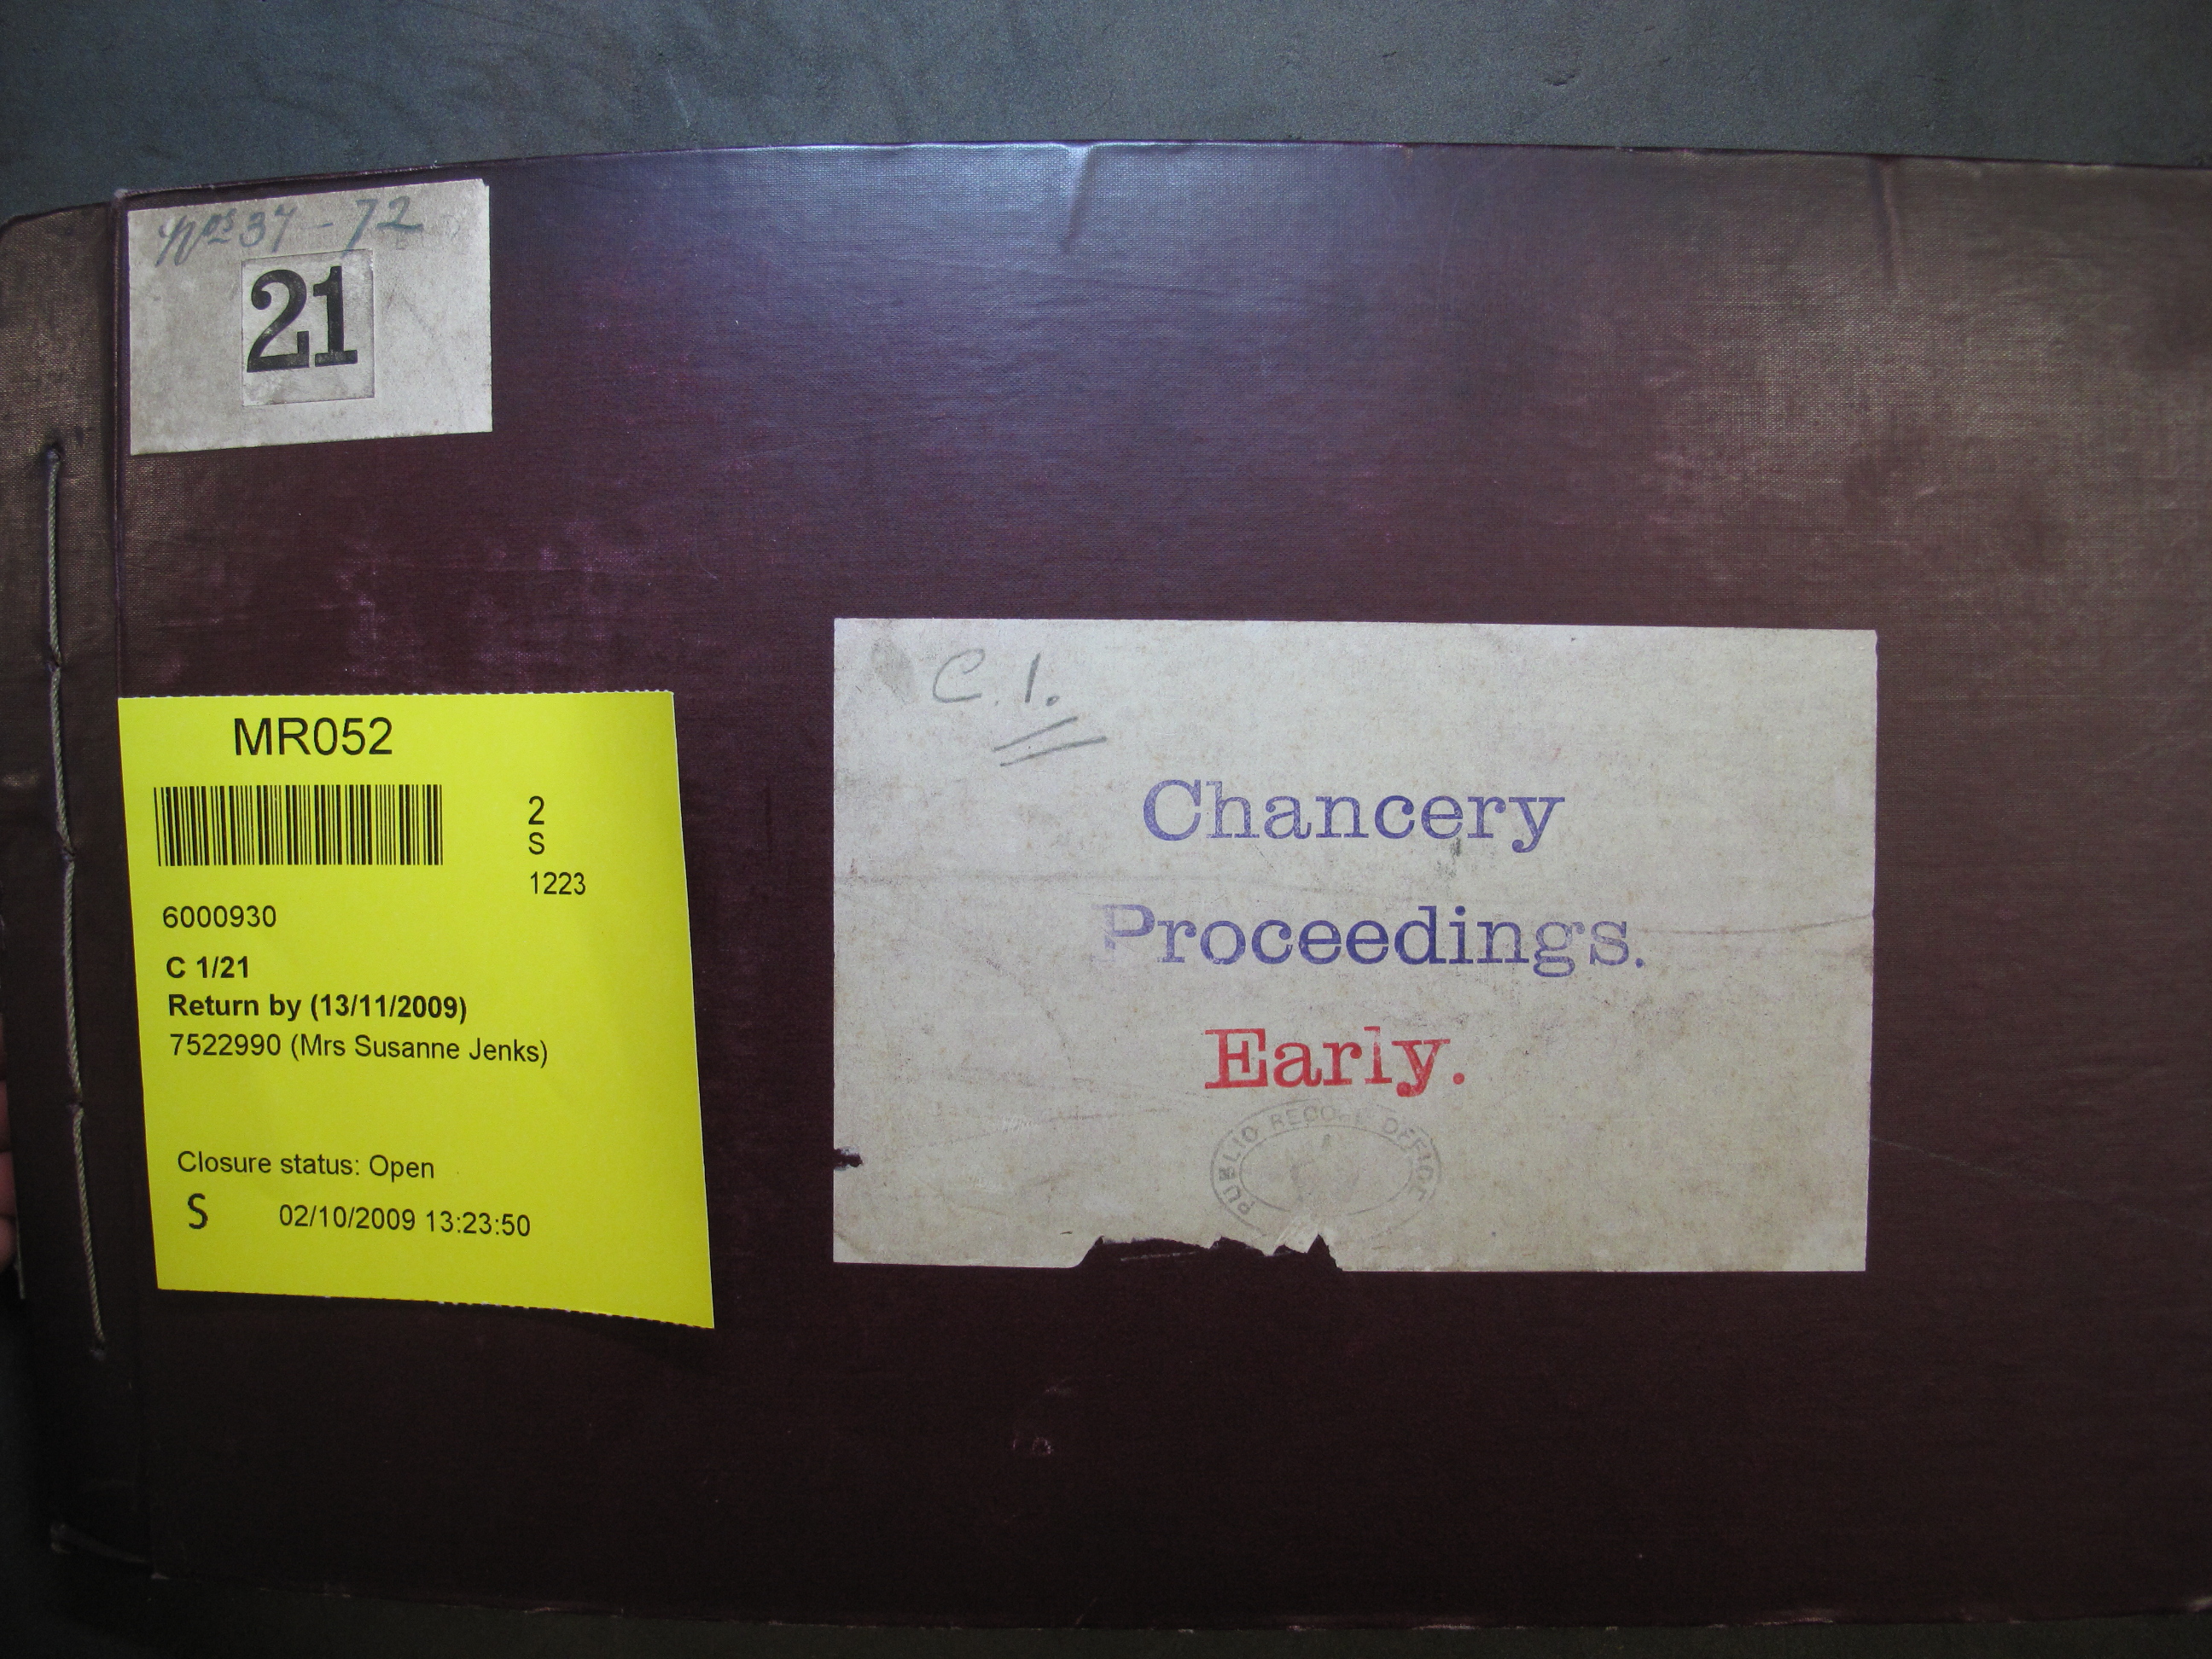 Nos 37 - 72
21
MR052
2
S
1223
6000930
C 1/21
Return by (13/11/2009)
7522990 (Mrs Susanne Jenks)
Closure status: Open
S 02/10/2009 13:23:50
C. 1.
Chancery
Proceedings.
Early.
PUBLIC RECORD OFFICE